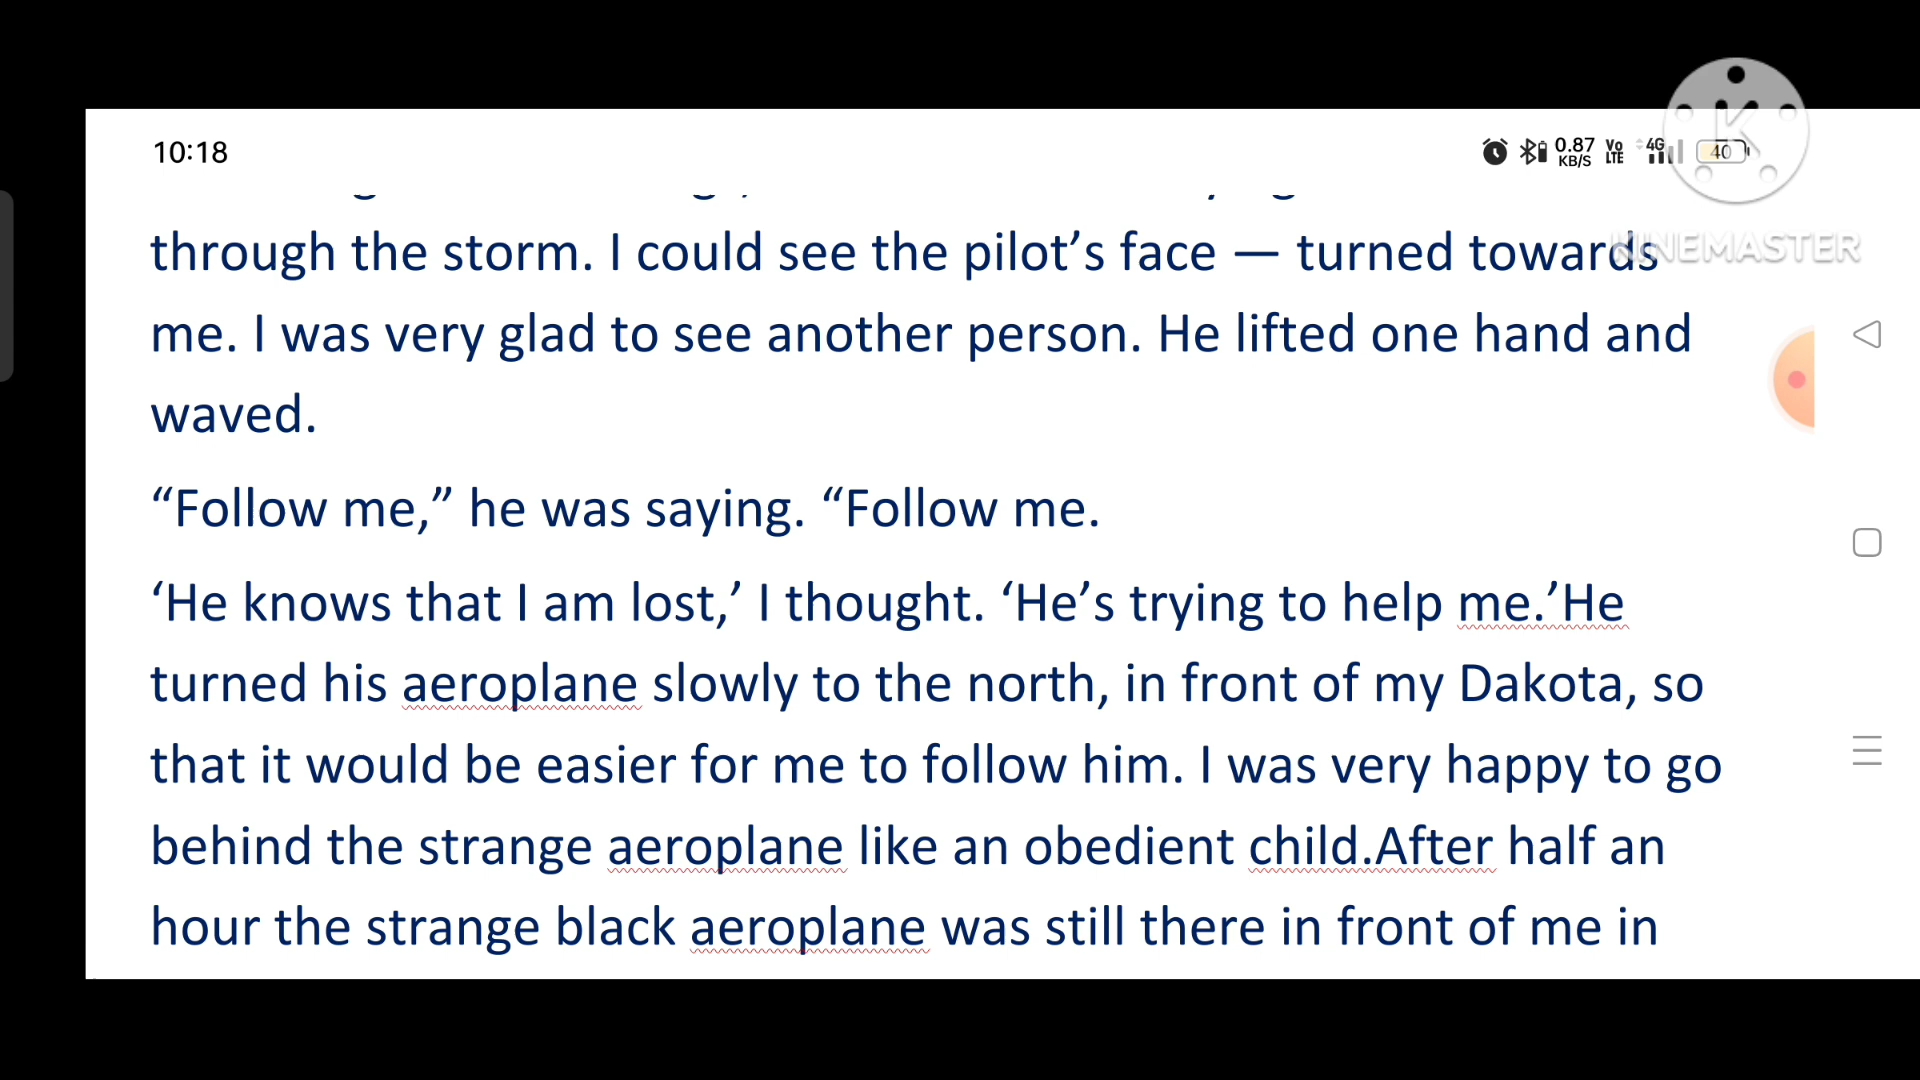 10:18
0.87 KB/S Vo LTE 4G 40
K
KINEMASTER
through the storm. I could see the pilot’s face — turned towards
me. I was very glad to see another person. He lifted one hand and
waved.
“Follow me,” he was saying. “Follow me.
‘He knows that I am lost,’ I thought. ‘He’s trying to help me.’He
turned his aeroplane slowly to the north, in front of my Dakota, so
that it would be easier for me to follow him. I was very happy to go
behind the strange aeroplane like an obedient child.After half an
hour the strange black aeroplane was still there in front of me in